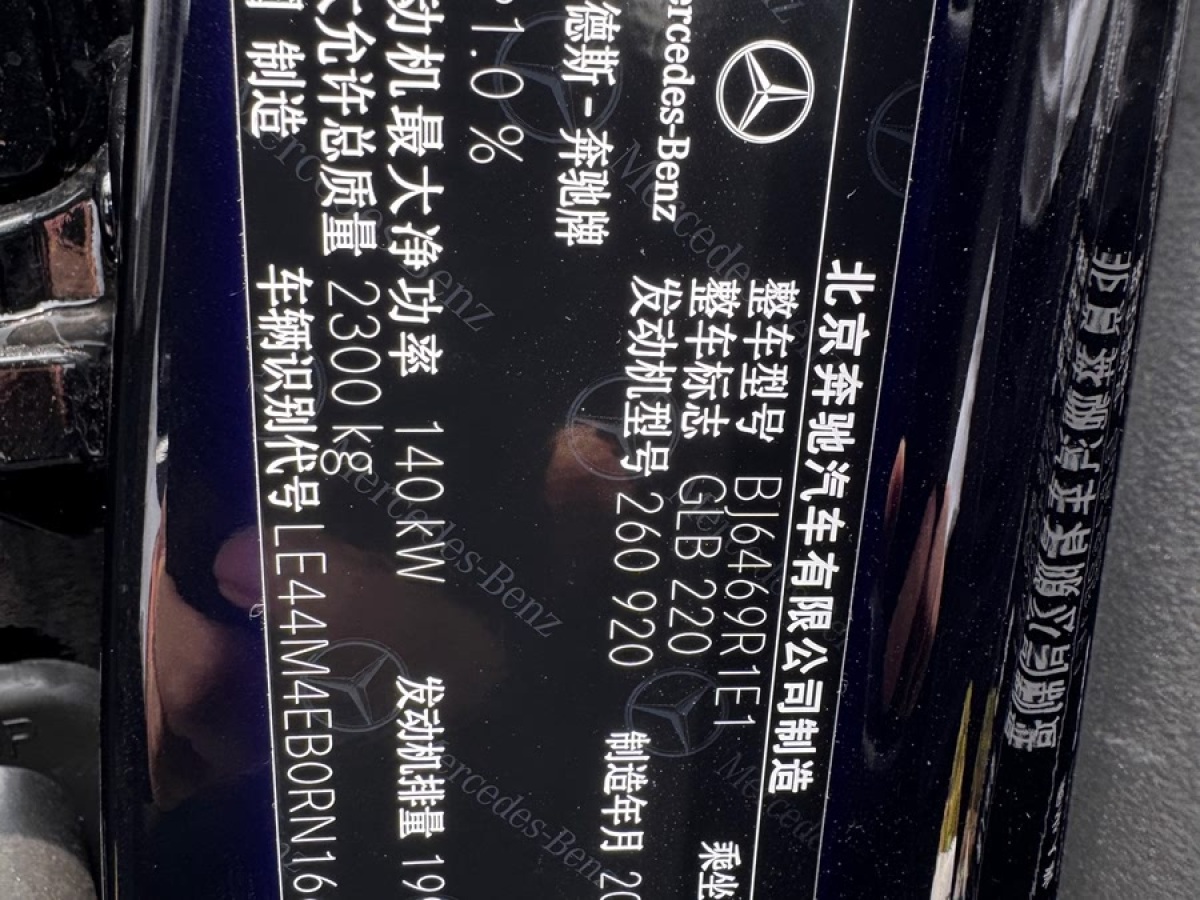 北京奔驰汽车有限公司制造
Mercedes-Benz
整车型号 BJ6469R1E1
乘坐
整车标志 GLB 220
德斯-奔驰牌
发动机型号 260 920
制造年月 20
1.0 %
动机最大净功率 140 kW
发动机排量 19
允许总质量 2300 kg
制造
车辆识别代号 LE44M4EB0RN16